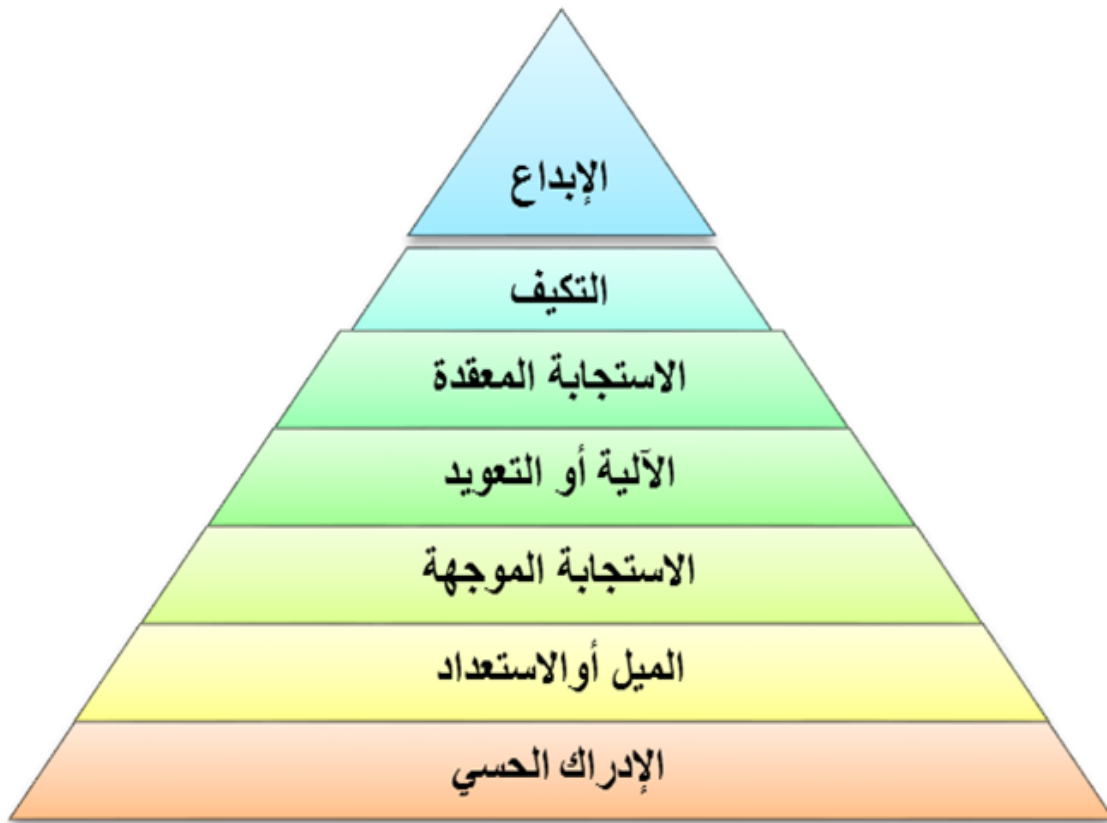 الإبداع
التكيف
الاستجابة المعقدة
الآلية أو التعويد
الاستجابة الموجهة
الميل أوالاستعداد
الإدراك الحسي